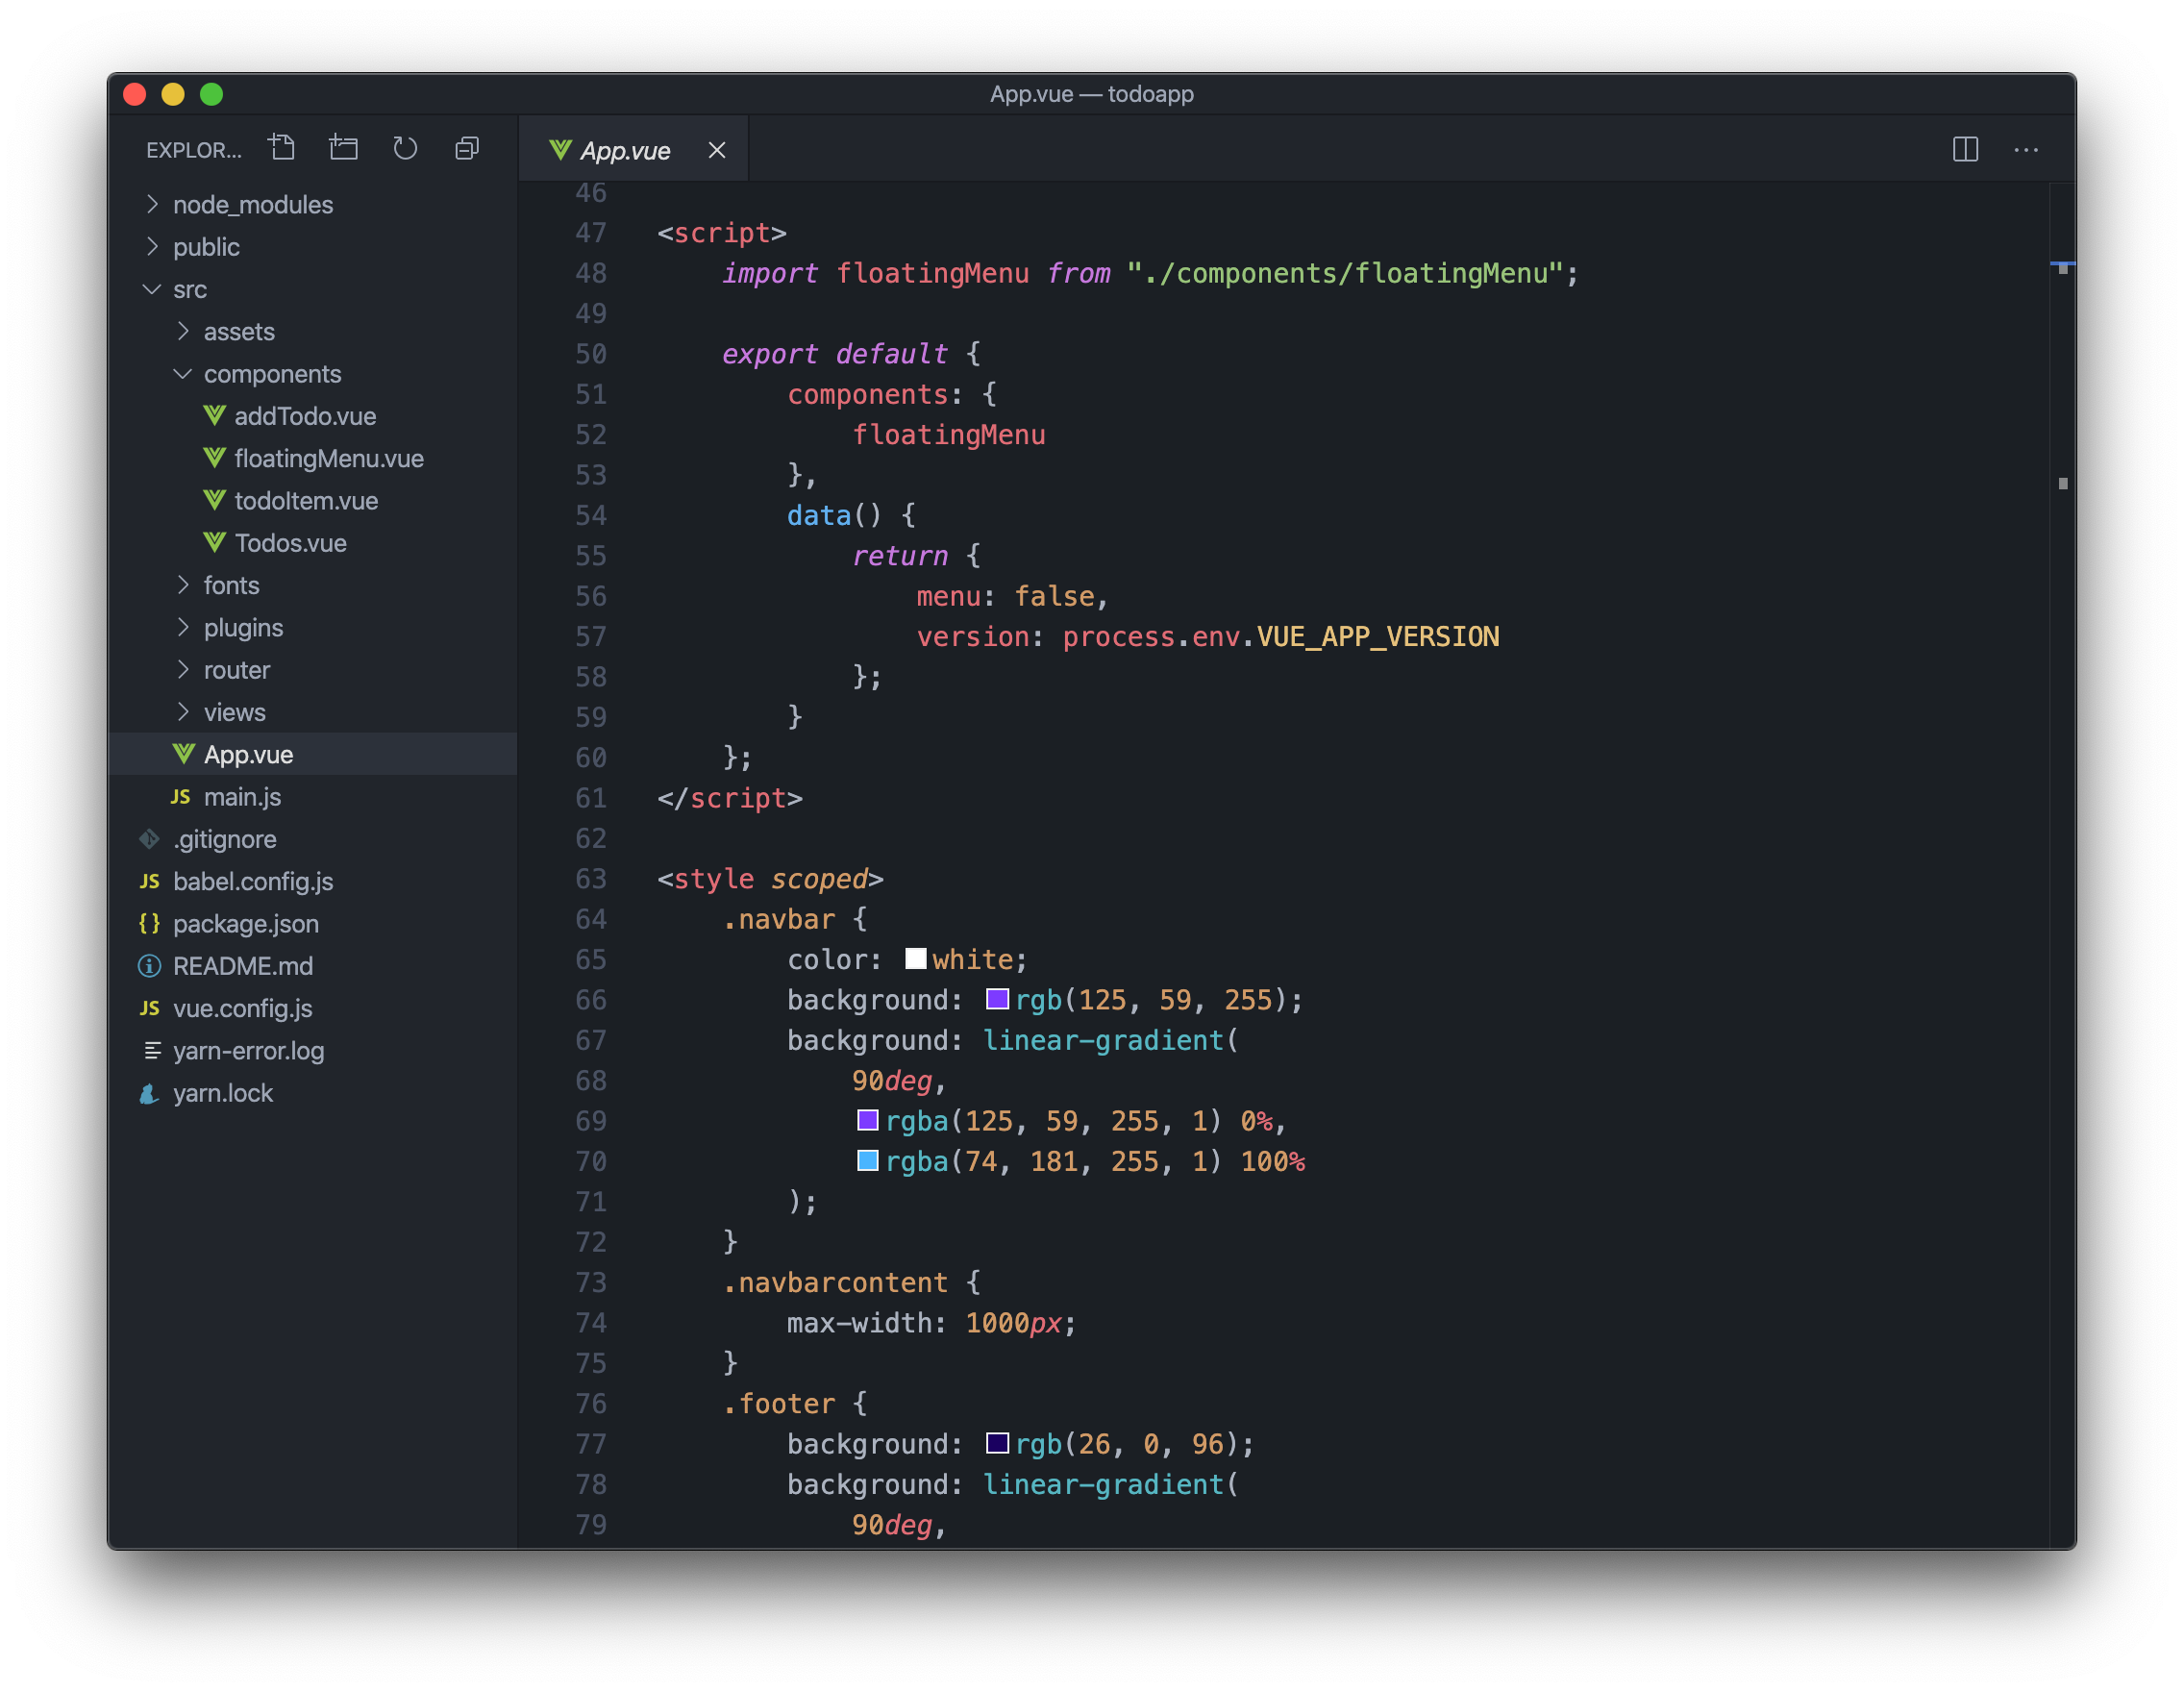 App.vue — todoapp
EXPLOR...
App.vue
node_modules
public
src
assets
components
addTodo.vue
floatingMenu.vue
todoItem.vue
Todos.vue
fonts
plugins
router
views
App.vue
JS main.js
.gitignore
JS babel.config.js
{} package.json
README.md
JS vue.config.js
yarn-error.log
yarn.lock
46
47 <script>
48     import floatingMenu from "./components/floatingMenu";
49
50     export default {
51         components: {
52             floatingMenu
53         },
54         data() {
55             return {
56                 menu: false,
57                 version: process.env.VUE_APP_VERSION
58             };
59         }
60     };
61 </script>
62
63 <style scoped>
64     .navbar {
65         color: white;
66         background: rgb(125, 59, 255);
67         background: linear-gradient(
68             90deg,
69             rgba(125, 59, 255, 1) 0%,
70             rgba(74, 181, 255, 1) 100%
71         );
72     }
73     .navbarcontent {
74         max-width: 1000px;
75     }
76     .footer {
77         background: rgb(26, 0, 96);
78         background: linear-gradient(
79             90deg,